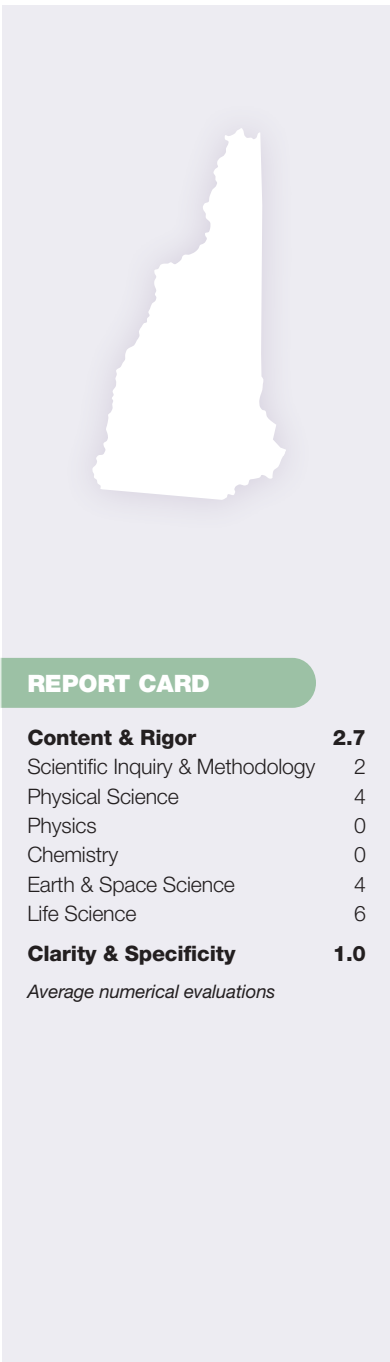 REPORT CARD
Content & Rigor 2.7
Scientific Inquiry & Methodology 2
Physical Science 4
Physics 0
Chemistry 0
Earth & Space Science 4
Life Science 6
Clarity & Specificity 1.0
Average numerical evaluations